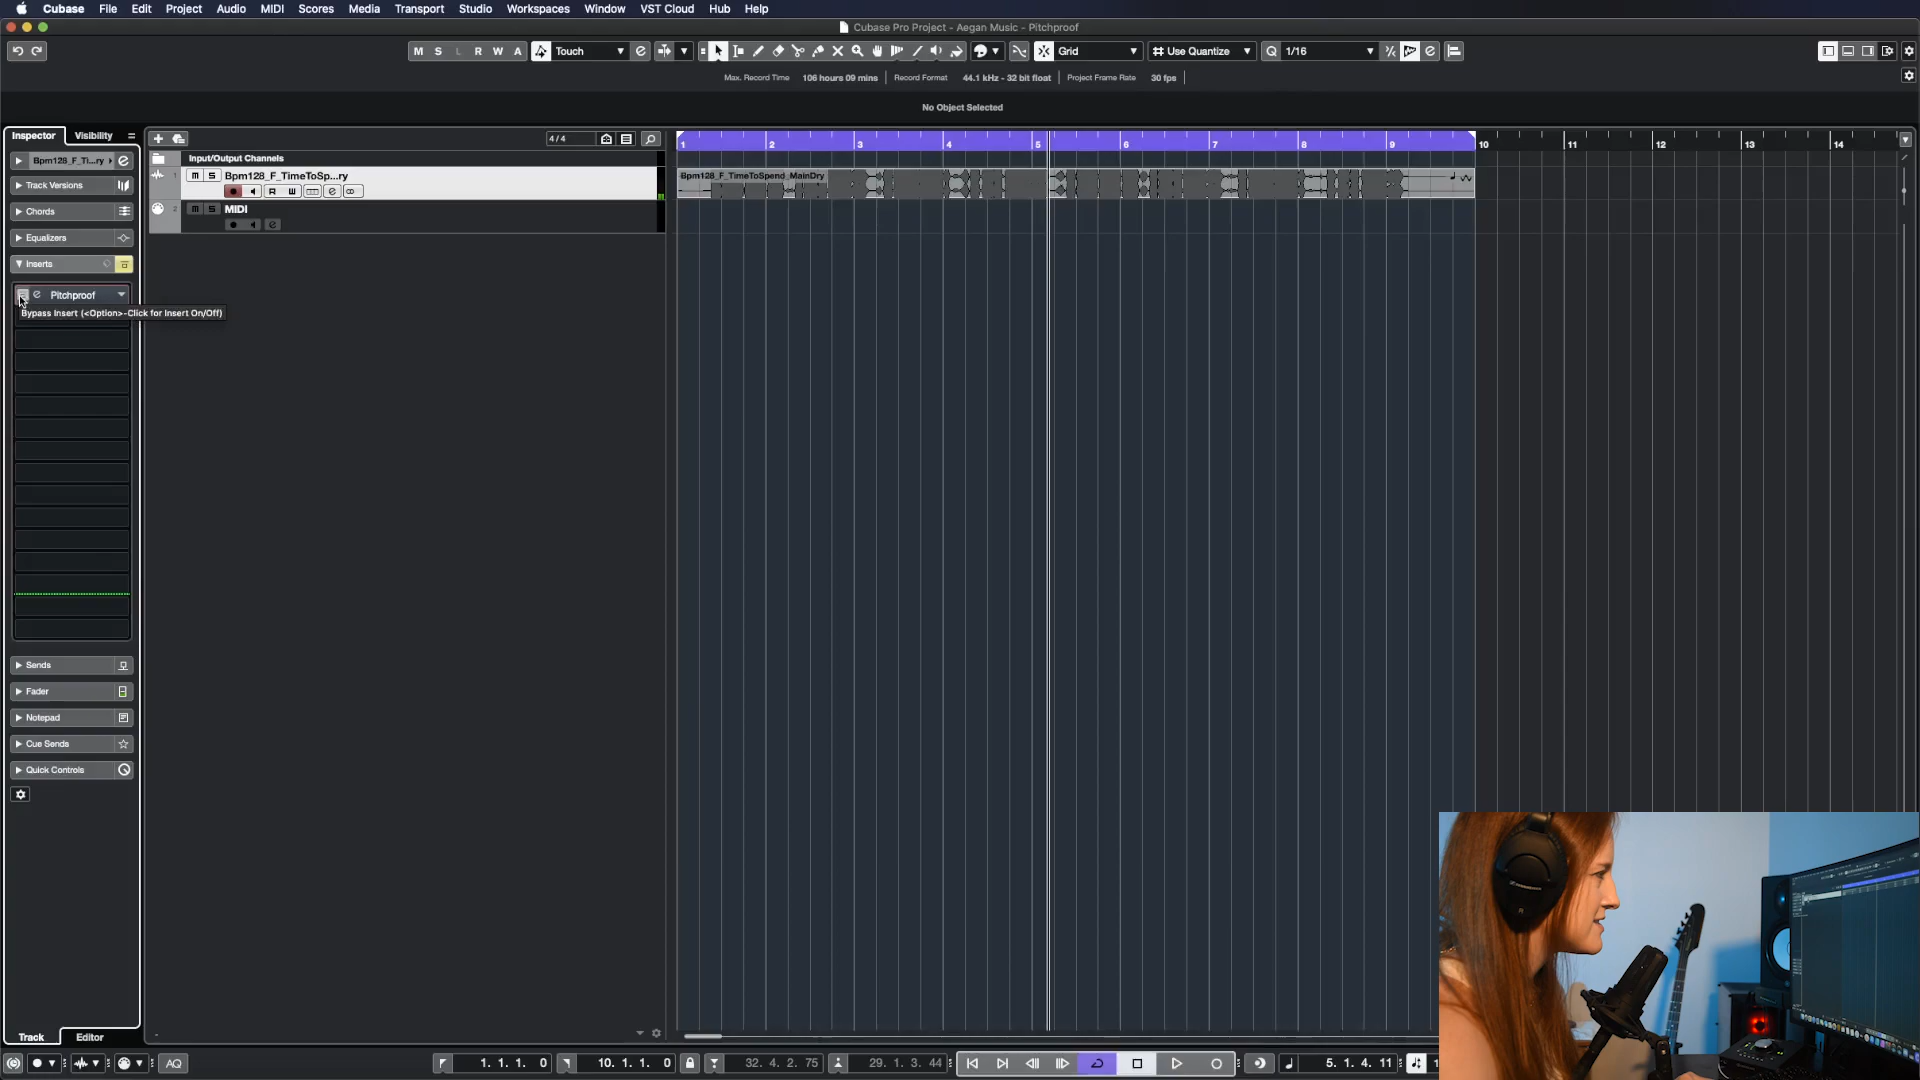 Cubase File Edit Project Audio MIDI Scores Media Transport Studio Workspaces Window VST Cloud Hub Help
Cubase Pro Project - Aegan Music - Pitchproof
M S L R W A Touch Grid Use Quantize Q 1/16
Max. Record Time 106 hours 09 mins Record Format 44.1 kHz - 32 bit float Project Frame Rate 30 fps
No Object Selected
Inspector Visibility
4/4
1 2 3 4 5 6 7 8 9 10 11 12 13 14
Input/Output Channels
Bpm128_F_Ti...ry
1 m S Bpm128_F_TimeToSp...ry
R W
Bpm128_F_TimeToSpend_MainDry
2 m S MIDI
Track Versions
Chords
Equalizers
Inserts
Pitchproof
Bypass Insert (<Option>-Click for Insert On/Off)
Sends
Fader
Notepad
Cue Sends
Quick Controls
Track Editor
AQ
1. 1. 1. 0
10. 1. 1. 0
32. 4. 2. 75
29. 1. 3. 44
5. 1. 4. 11